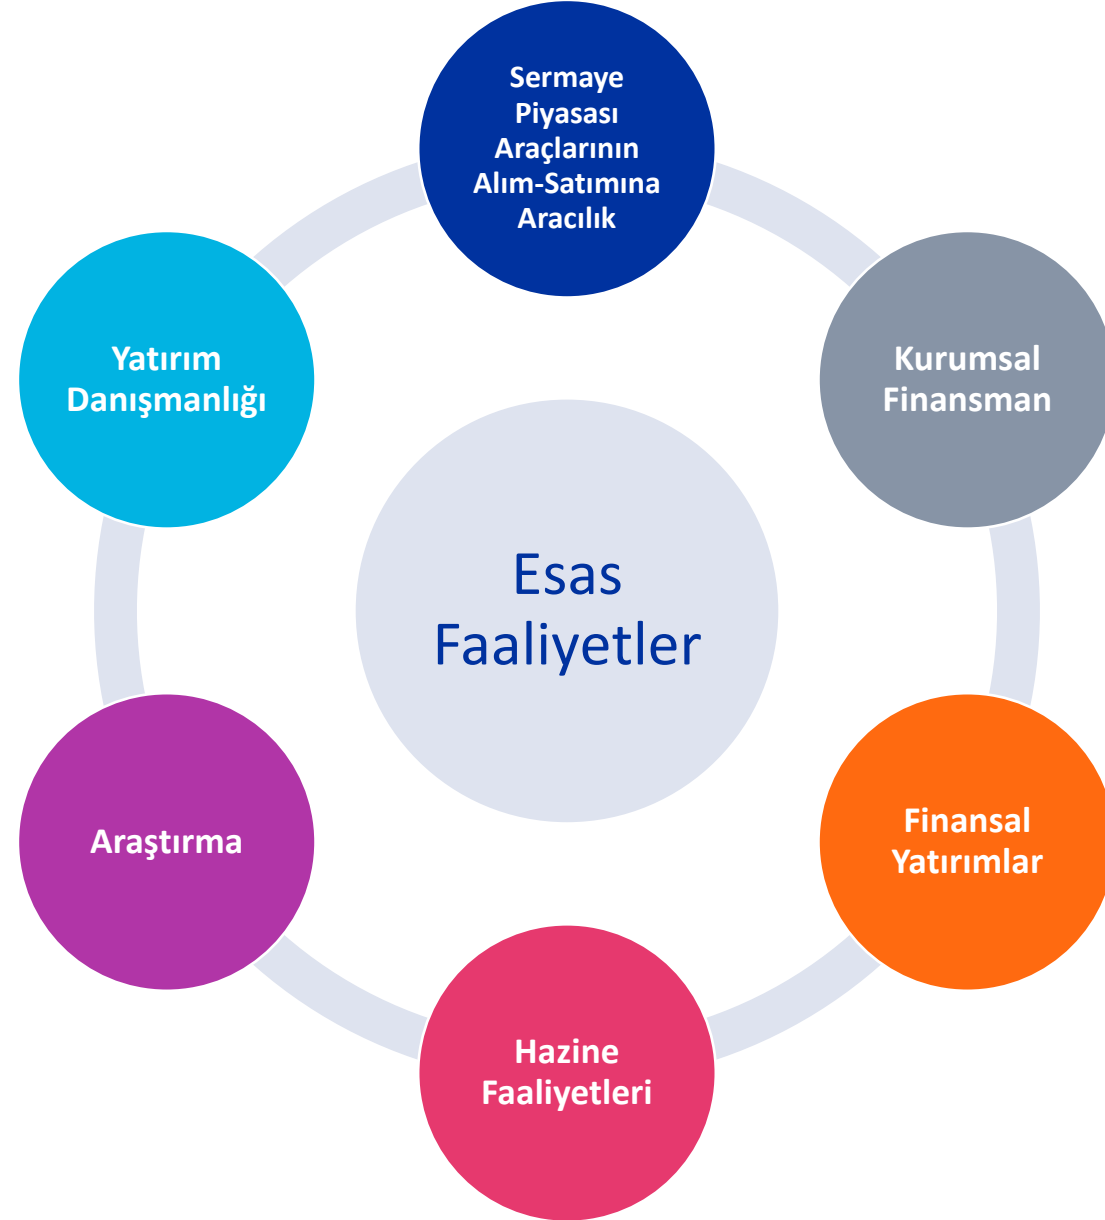 Sermaye
Piyasası
Araçlarının
Alım-Satımına
Aracılık
Yatırım
Danışmanlığı
Kurumsal
Finansman
Esas
Faaliyetler
Araştırma
Finansal
Yatırımlar
Hazine
Faaliyetleri